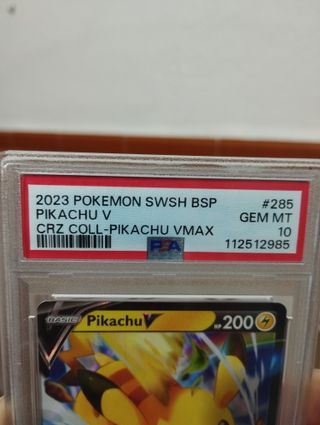 2023 POKEMON SWSH BSP #285
PIKACHU V GEM MT
CRZ COLL-PIKACHU VMAX 10
PSA 112512985
BASIC Pikachu V HP 200